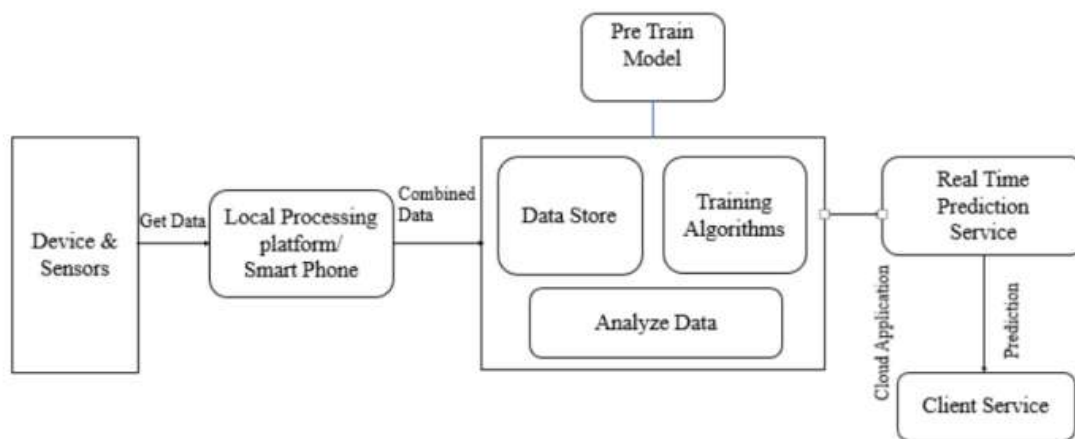 Pre Train
Model
Device &
Sensors
Get Data
Local Processing
platform/
Smart Phone
Combined
Data
Data Store
Training
Algorithms
Analyze Data
Real Time
Prediction
Service
Cloud Application
Prediction
Client Service